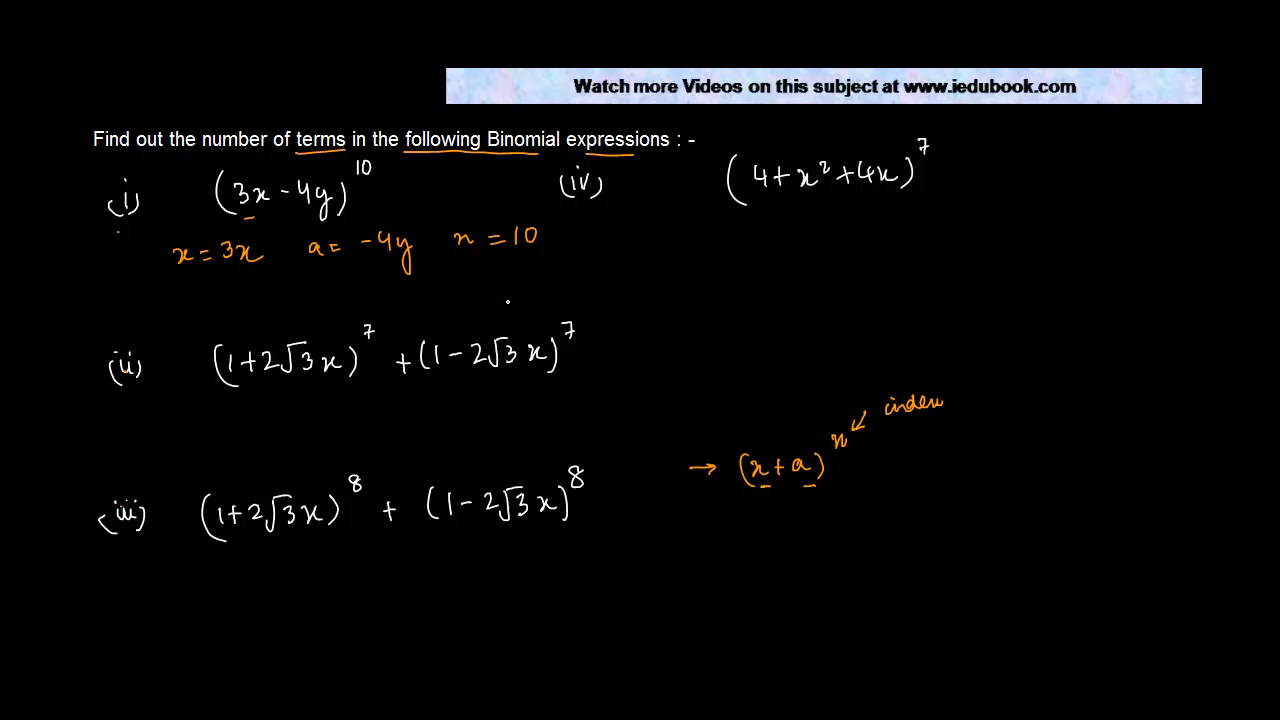 Watch more Videos on this subject at www.iedubook.com
Find out the number of terms in the following Binomial expressions : -
(i) (3x - 4y)^10
(iv) (4 + x² + 4x)^7
x = 3x a = -4y n = 10
(ii) (1 + 2√3 x)^7 + (1 - 2√3 x)^7
→ (x + a)^n ↙ index
(iii) (1 + 2√3 x)^8 + (1 - 2√3 x)^8